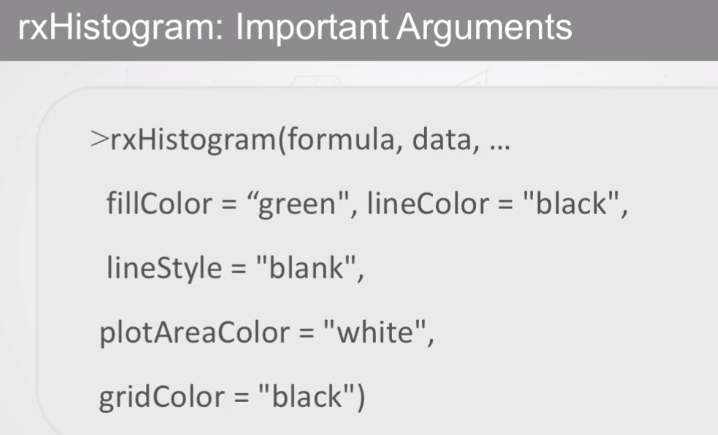 rxHistogram: Important Arguments
>rxHistogram(formula, data, ...
fillColor = “green", lineColor = "black",
lineStyle = "blank",
plotAreaColor = "white",
gridColor = "black")